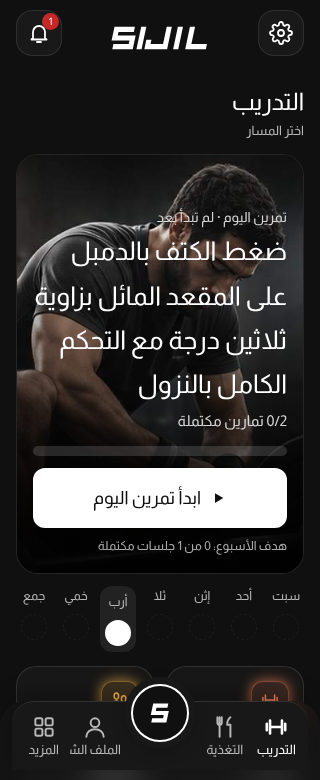 1
SIJIL
التدريب
اختر المسار
تمرين اليوم · لم تبدأ بعد
ضغط الكتف بالدمبل
على المقعد المائل بزاوية
ثلاثين درجة مع التحكم
الكامل بالنزول
0/2 تمارين مكتملة
ابدأ تمرين اليوم
هدف الأسبوع: 0 من 1 جلسات مكتملة
سبت أحد إثن ثلا أرب خمي جمع
S
التدريب التغذية الملف الش المزيد